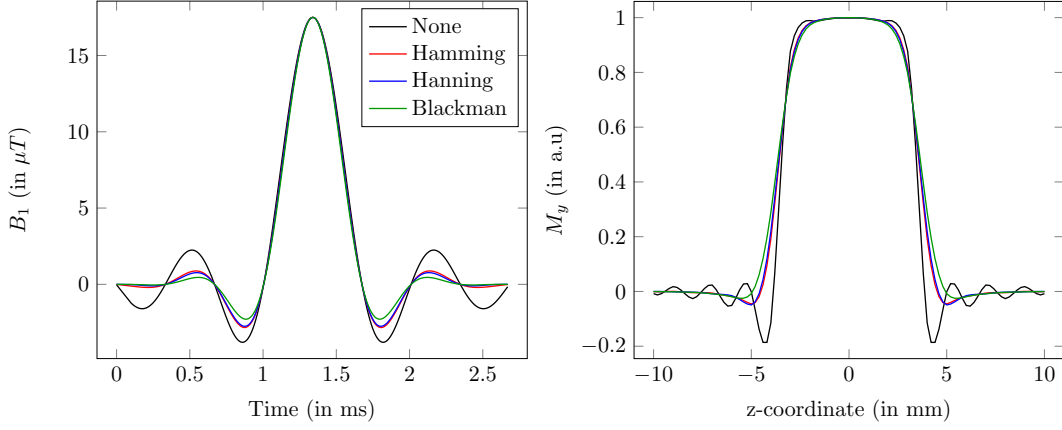 None
Hamming
Hanning
Blackman
15
10
5
0
0 0.5 1 1.5 2 2.5
Time (in ms)
B₁ (in μT)
1
0.8
0.6
0.4
0.2
0
−0.2
−10 −5 0 5 10
z-coordinate (in mm)
M_y (in a.u)